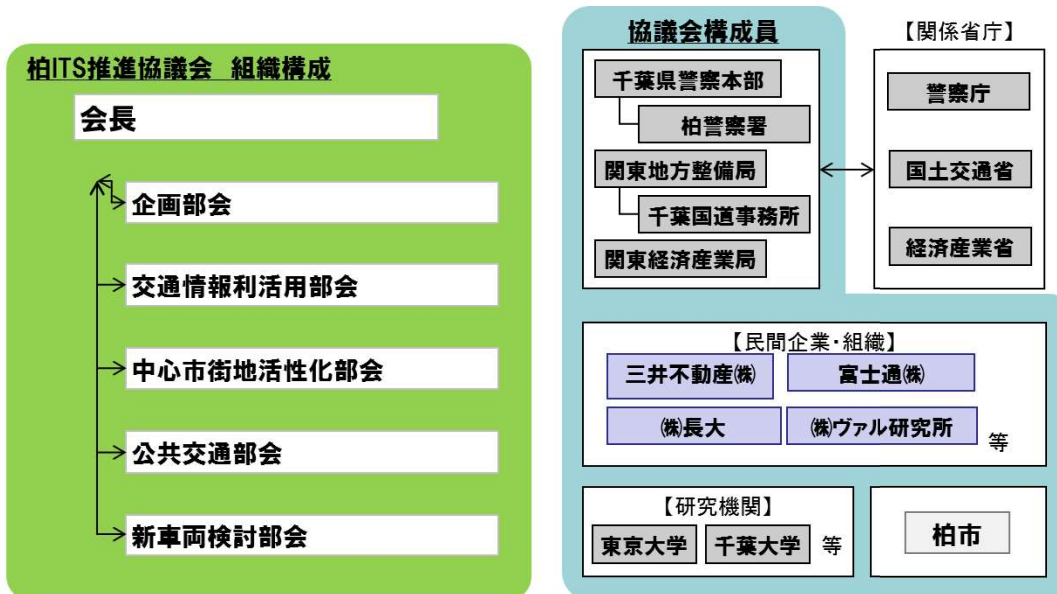 柏ITS推進協議会 組織構成
会長
企画部会
交通情報利活用部会
中心市街地活性化部会
公共交通部会
新車両検討部会
協議会構成員
千葉県警察本部
柏警察署
関東地方整備局
千葉国道事務所
関東経済産業局
【関係省庁】
警察庁
国土交通省
経済産業省
【民間企業・組織】
三井不動産㈱ 富士通㈱
㈱長大 ㈱ヴァル研究所 等
【研究機関】
東京大学 千葉大学 等
柏市